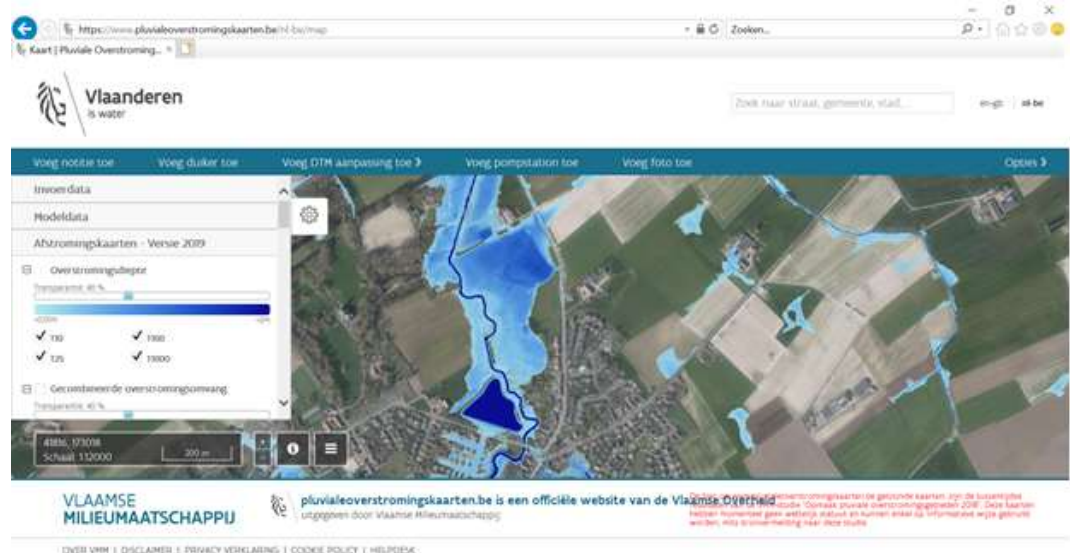 https://www.pluvialeoverstromingskaarten.be/nl-be/map
Zoeken...
Kaart | Pluviale Overstroming...
Vlaanderen
is water
Zoek naar straat, gemeente, stad...
en-gb
nl-be
Voeg notitie toe
Voeg duiker toe
Voeg DTM aanpassing toe
Voeg pompstation toe
Voeg foto toe
Opties
Invoerdata
Modeldata
Afstromingskaarten - Versie 2019
Overstromingsdiepte
Transparantie: 40 %
T10
T100
T25
T1000
Gecombineerde overstromingsomvang
Transparantie: 40 %
Schaal: 1:12000
200 m
VLAAMSE
MILIEUMAATSCHAPPIJ
pluvialeoverstromingskaarten.be is een officiële website van de Vlaamse Overheid
uitgegeven door Vlaamse Milieumaatschappij
OVER VMM | DISCLAIMER | PRIVACY VERKLARING | COOKIE POLICY | HELPDESK